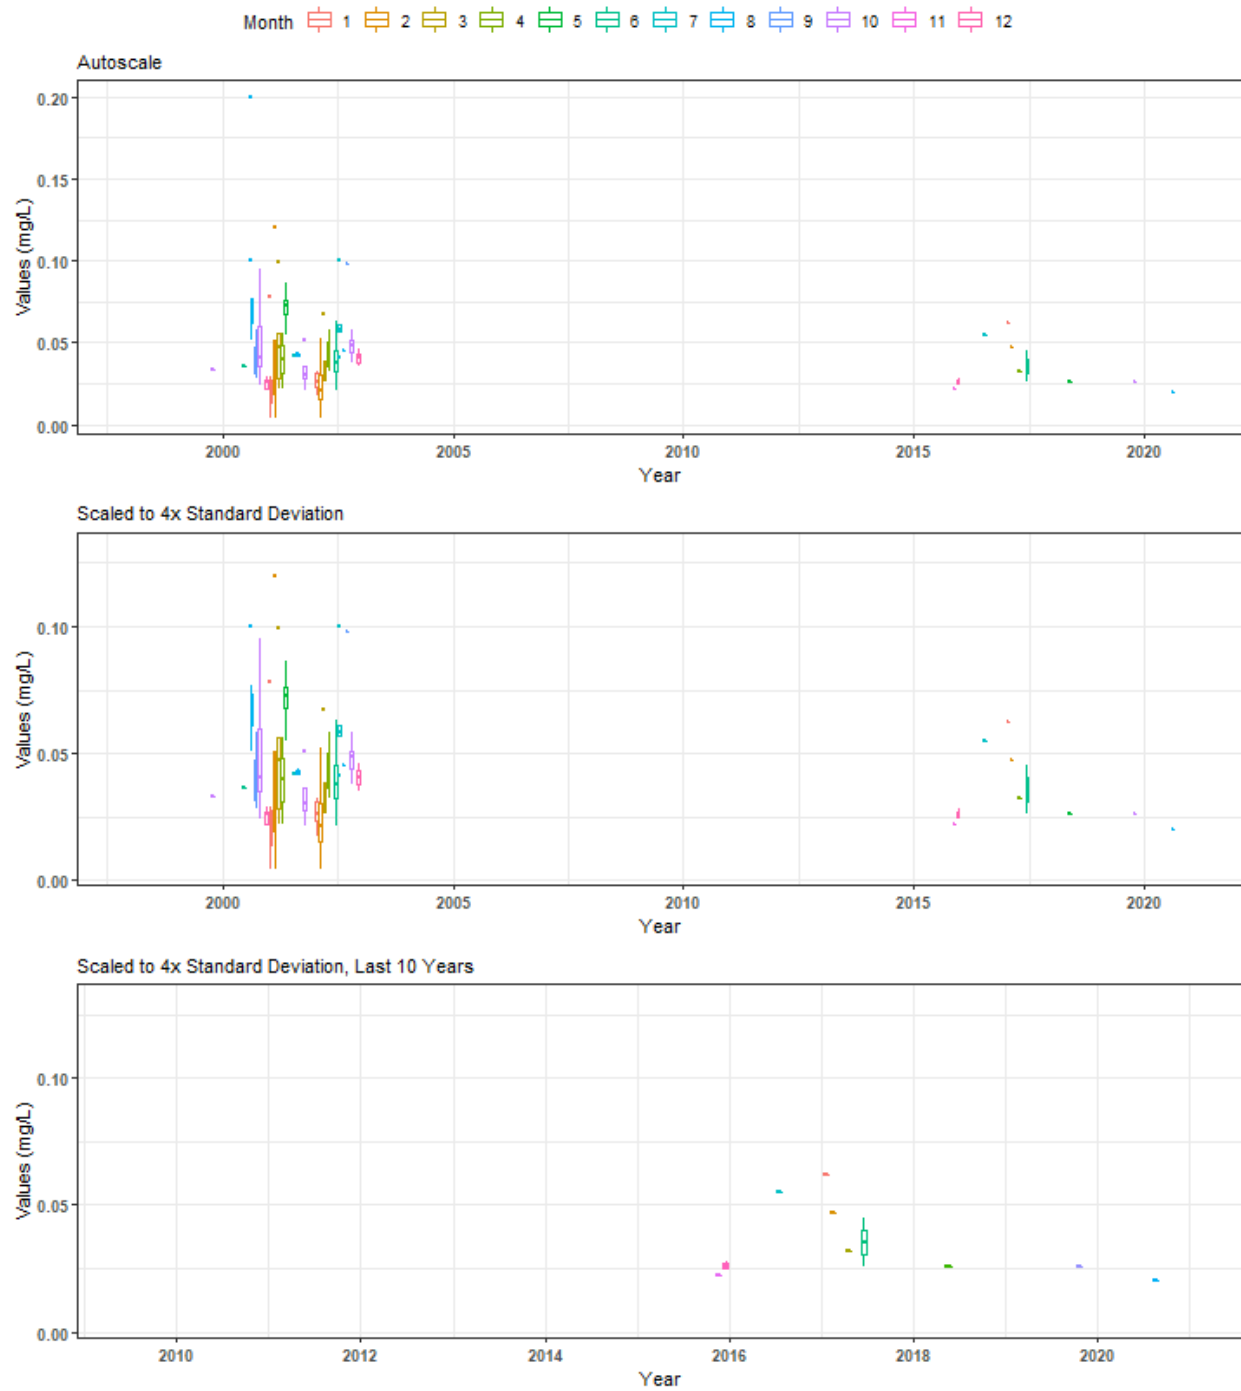 Month 1 2 3 4 5 6 7 8 9 10 11 12
Autoscale
0.20
0.15
0.10
0.05
0.00
Values (mg/L)
2000 2005 2010 2015 2020
Year
Scaled to 4x Standard Deviation
0.10
0.05
0.00
Values (mg/L)
2000 2005 2010 2015 2020
Year
Scaled to 4x Standard Deviation, Last 10 Years
0.10
0.05
0.00
Values (mg/L)
2010 2012 2014 2016 2018 2020
Year